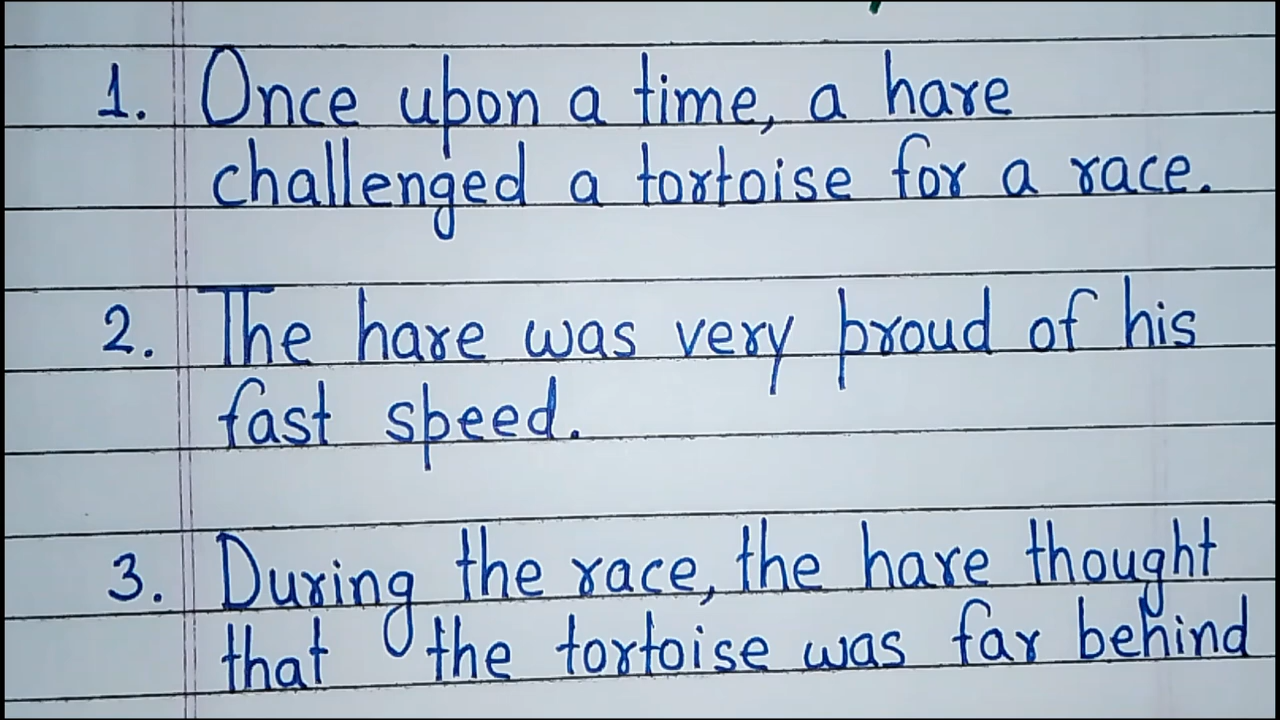 1. Once upon a time, a hare
challenged a tortoise for a race.
2. The hare was very proud of his
fast speed.
3. During the race, the hare thought
that the tortoise was far behind